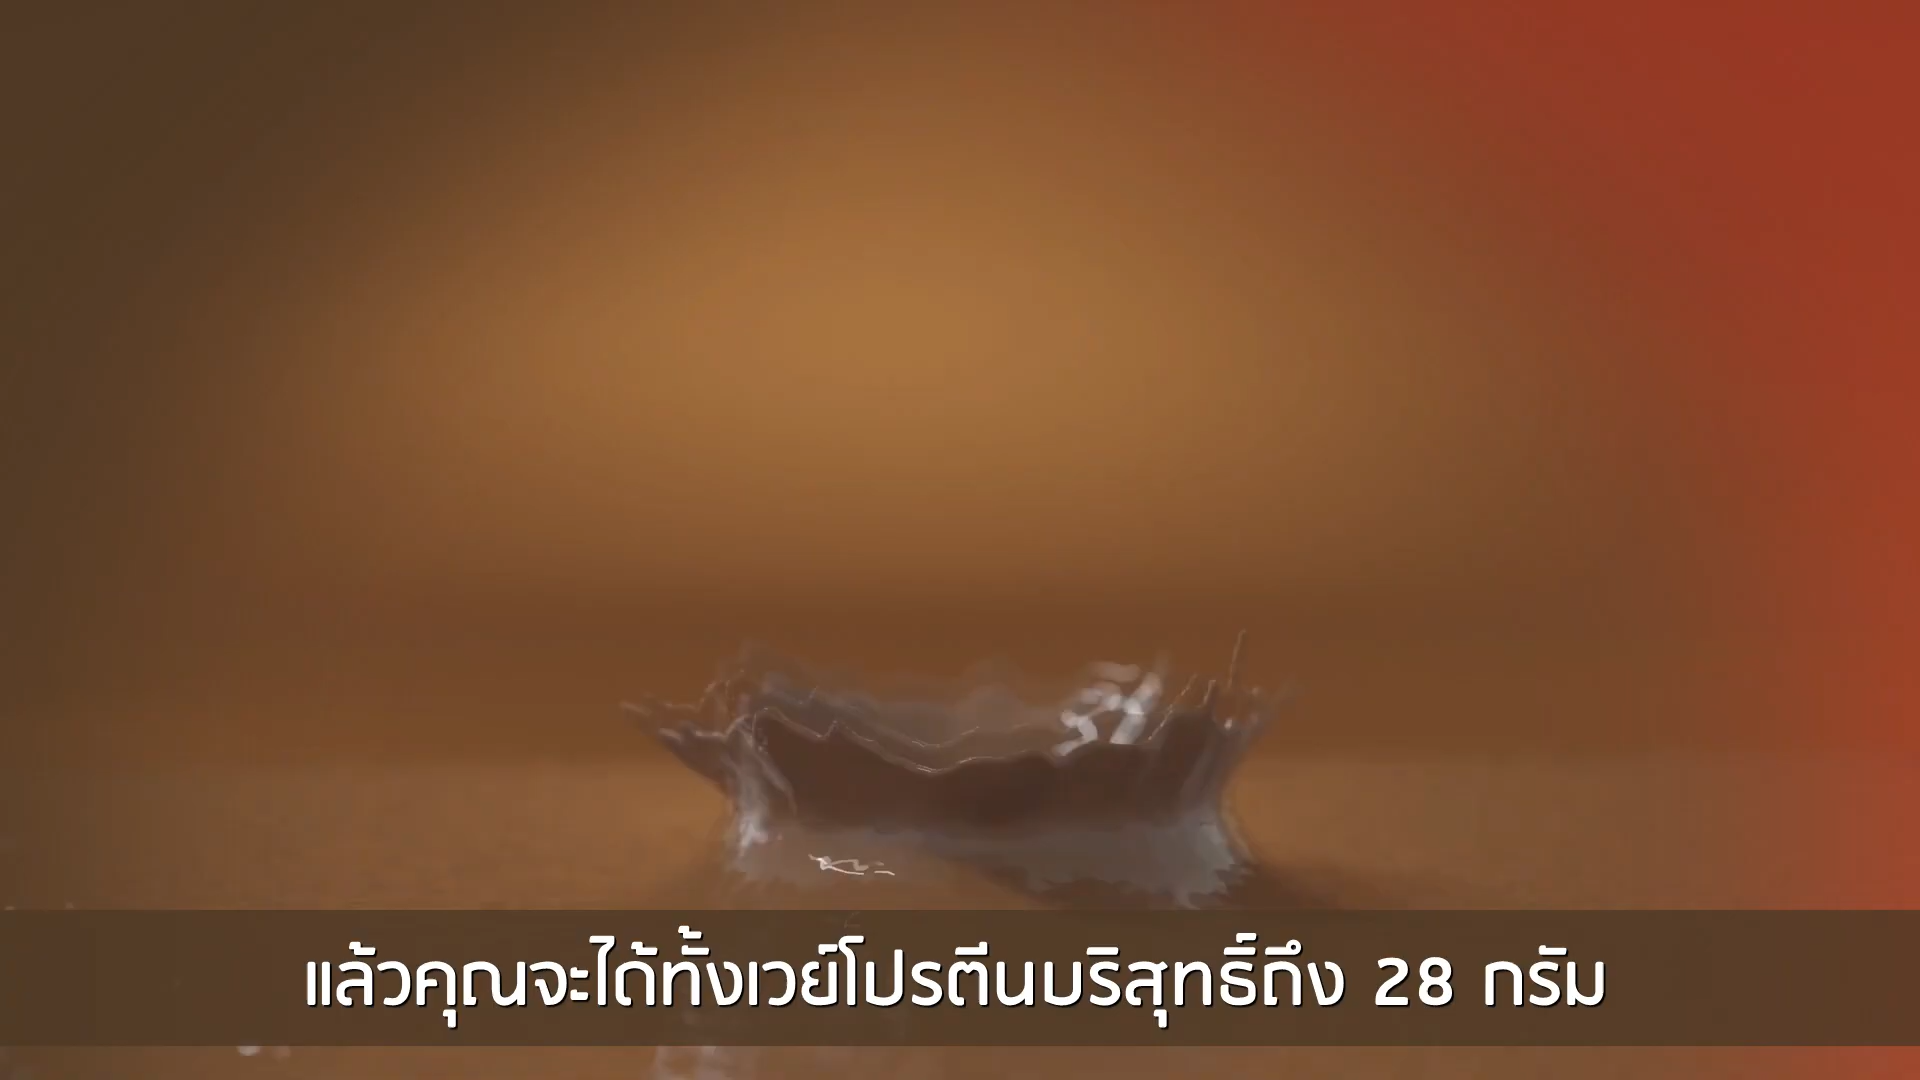 แล้วคุณจะได้ทั้งเวย์โปรตีนบริสุทธิ์ถึง 28 กรัม